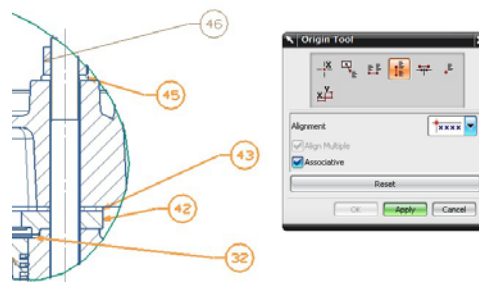 46
45
43
42
32
Origin Tool
Alignment
Align Multiple
Associative
Reset
OK
Apply
Cancel